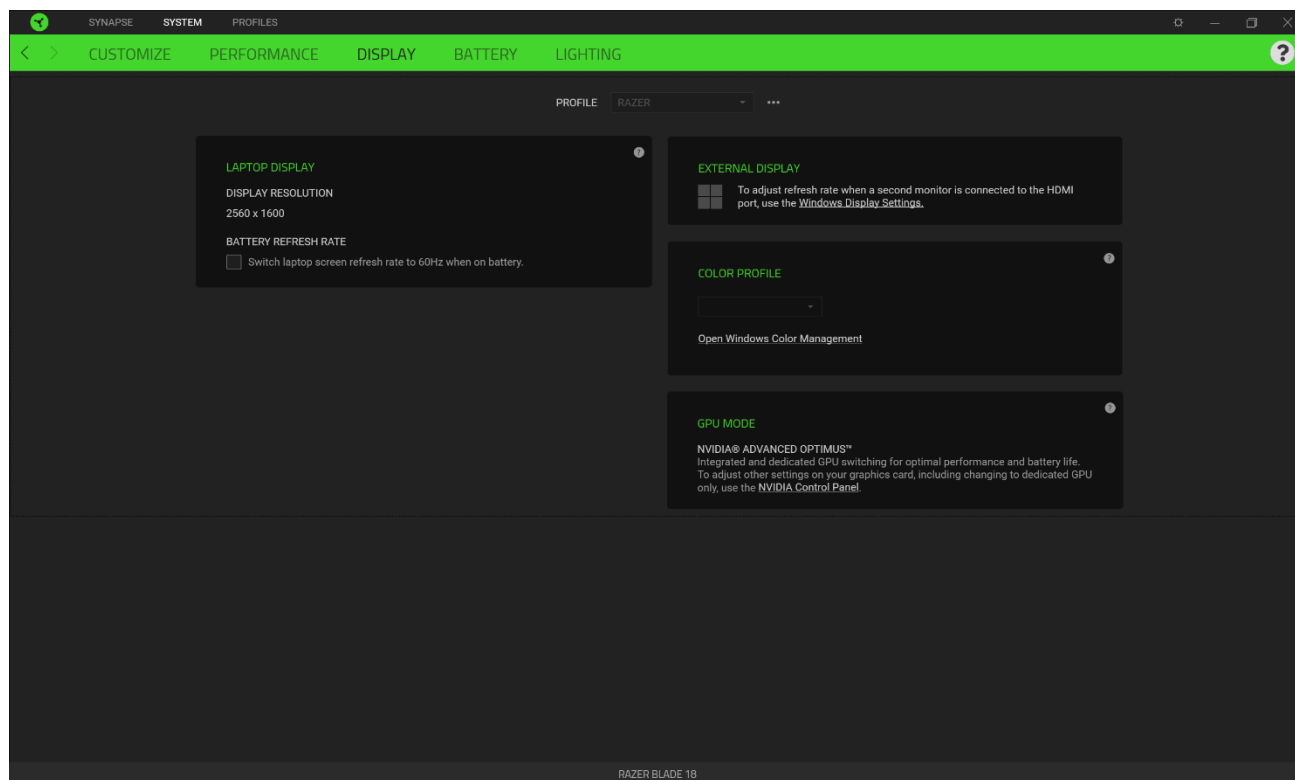 SYNAPSE SYSTEM PROFILES
CUSTOMIZE PERFORMANCE DISPLAY BATTERY LIGHTING ?
PROFILE RAZER
LAPTOP DISPLAY ?
DISPLAY RESOLUTION
2560 x 1600
BATTERY REFRESH RATE
Switch laptop screen refresh rate to 60Hz when on battery.
EXTERNAL DISPLAY
To adjust refresh rate when a second monitor is connected to the HDMI
port, use the Windows Display Settings.
COLOR PROFILE ?
Open Windows Color Management
GPU MODE ?
NVIDIA® ADVANCED OPTIMUS™
Integrated and dedicated GPU switching for optimal performance and battery life.
To adjust other settings on your graphics card, including changing to dedicated GPU
only, use the NVIDIA Control Panel.
RAZER BLADE 18